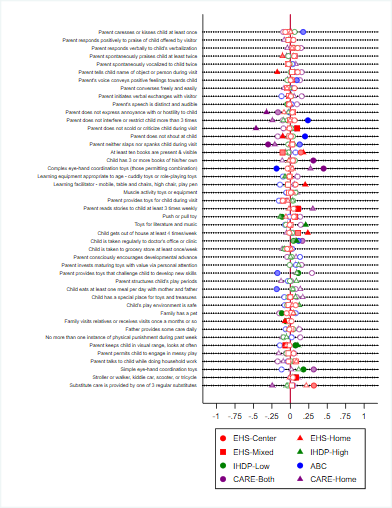 Parent caresses or kisses child at least once
Parent responds positively to praise of child offered by visitor
Parent responds verbally to child's verbalization
Parent spontaneously praises child at least twice
Parent spontaneously vocalized to child twice
Parent tells child name of object or person during visit
Parent's voice conveys positive feelings towards child
Parent converses freely and easily
Parent initiates verbal exchanges with visitor
Parent's speech is distinct and audible
Parent does not express annoyance with or hostility to child
Parent does not interfere or restrict child more than 3 times
Parent does not scold or criticize child during visit
Parent does not shout at child
Parent neither slaps nor spanks child during visit
At least ten books are present & visible
Child has 3 or more books of his/her own
Complex eye-hand coordination toys (those permitting combination)
Learning equipment appropriate to age - cuddly toys or role-playing toys
Learning facilitator - mobile, table and chairs, high chair, play pen
Muscle activity toys or equipment
Parent provides toys for child during visit
Parent reads stories to child at least 3 times weekly
Push or pull toy
Toys for literature and music
Child gets out of house at least 4 times/week
Child is taken regularly to doctor's office or clinic
Child is taken to grocery store at least once/week
Parent consciously encourages developmental advance
Parent invests maturing toys with value via personal attention
Parent provides toys that challenge child to develop new skills
Parent structures child's play periods
Child eats at least one meal per day with mother and father
Child has a special place for toys and treasures
Child's play environment is safe
Family has a pet
Family visits relatives or receives visits once a months or so
Father provides some care daily
No more than one instance of physical punishment during past week
Parent keeps child in visual range, looks at often
Parent permits child to engage in messy play
Parent talks to child while doing household work
Simple eye-hand coordination toys
Stroller or walker, kiddie car, scooter, or tricycle
Substitute care is provided by one of 3 regular substitutes
-1 -.75 -.5 -.25 0 .25 .5 .75 1
EHS-Center EHS-Home
EHS-Mixed IHDP-High
IHDP-Low ABC
CARE-Both CARE-Home